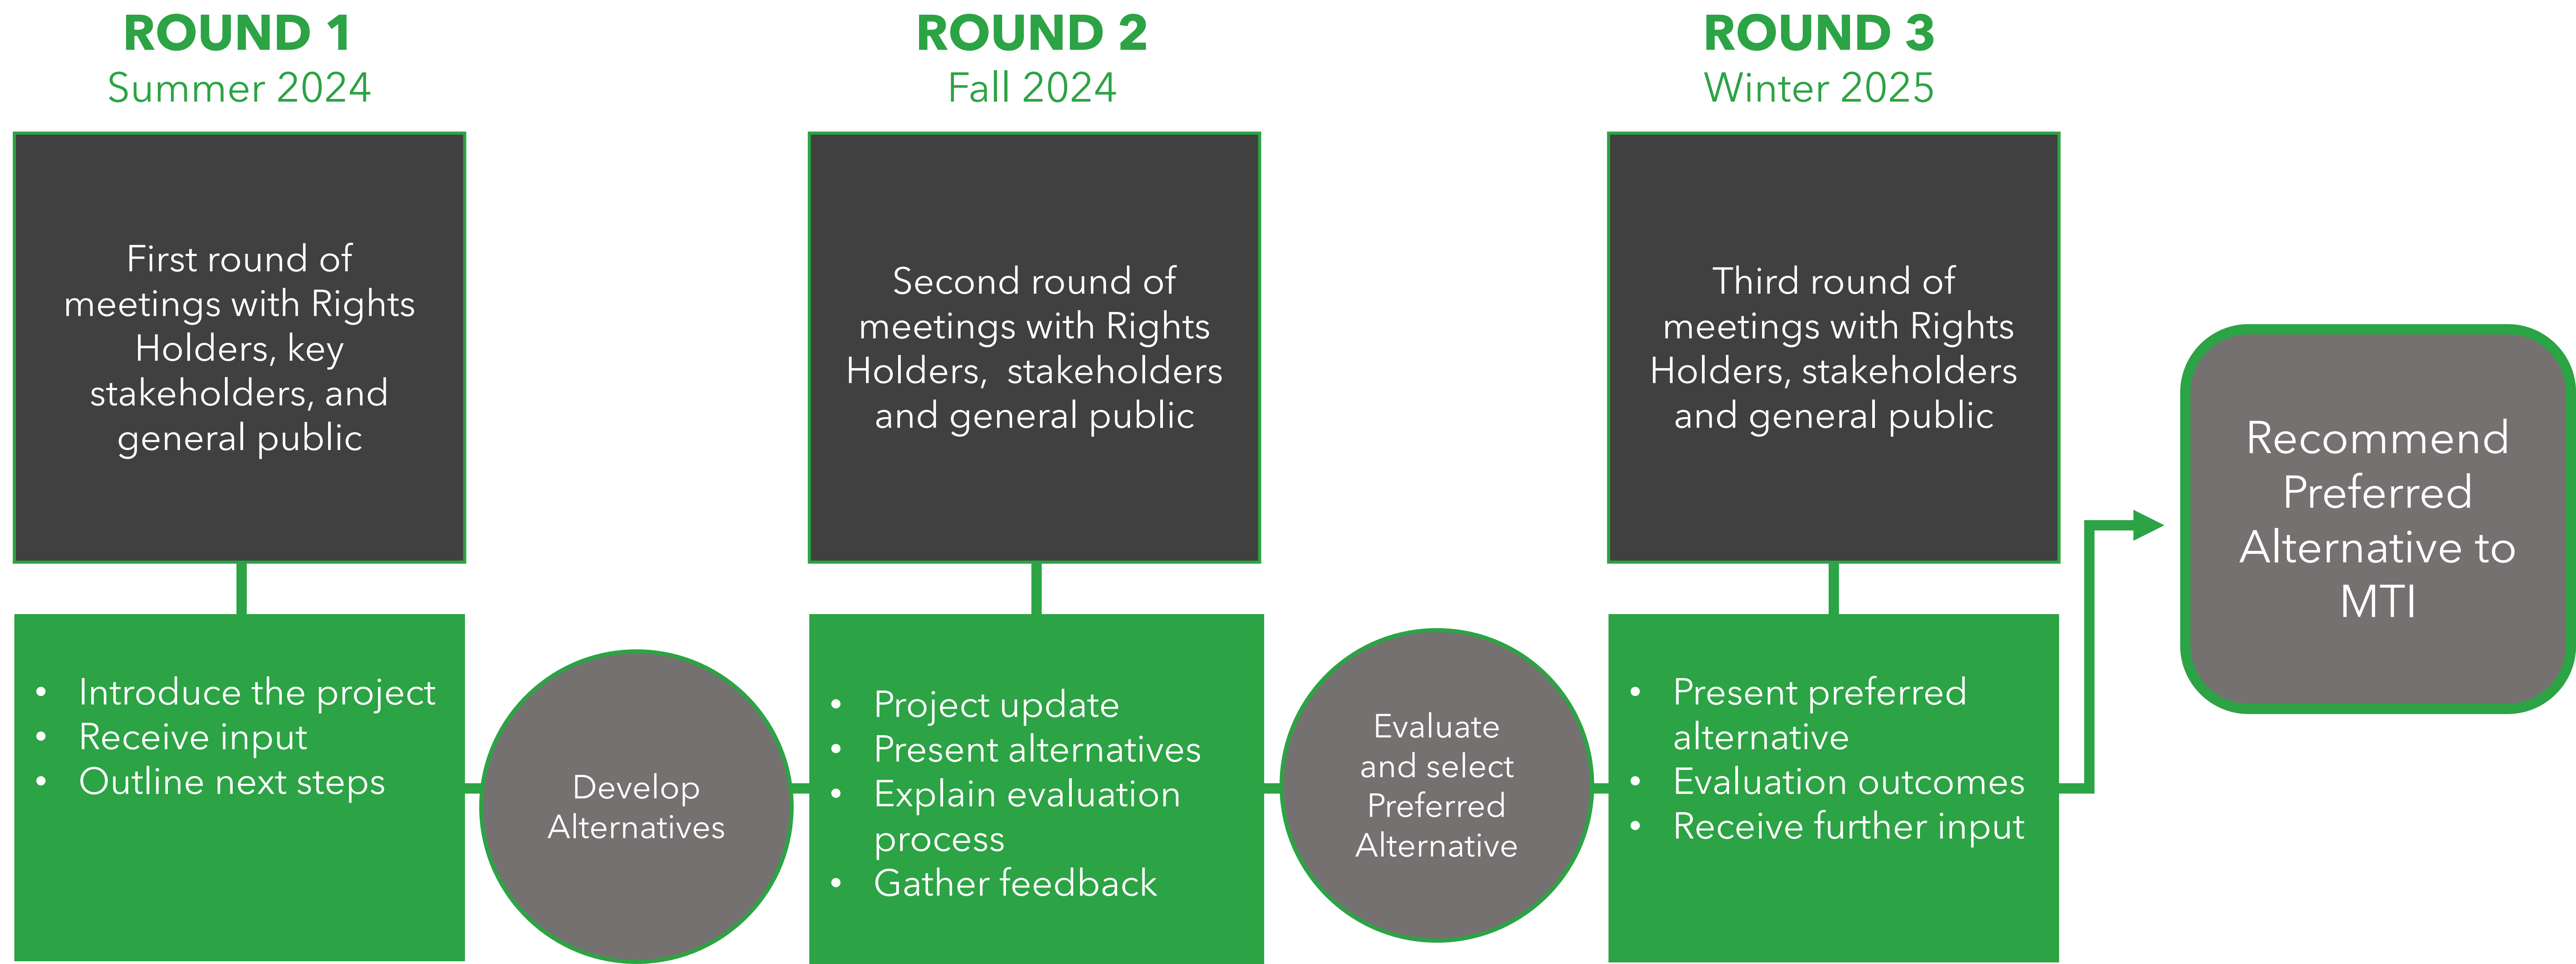 ROUND 1
Summer 2024
First round of
meetings with Rights
Holders, key
stakeholders, and
general public
• Introduce the project
• Receive input
• Outline next steps
Develop
Alternatives
ROUND 2
Fall 2024
Second round of
meetings with Rights
Holders,  stakeholders
and general public
• Project update
• Present alternatives
• Explain evaluation
process
• Gather feedback
Evaluate
and select
Preferred
Alternative
ROUND 3
Winter 2025
Third round of
meetings with Rights
Holders, stakeholders
and general public
• Present preferred
alternative
• Evaluation outcomes
• Receive further input
Recommend
Preferred
Alternative to
MTI